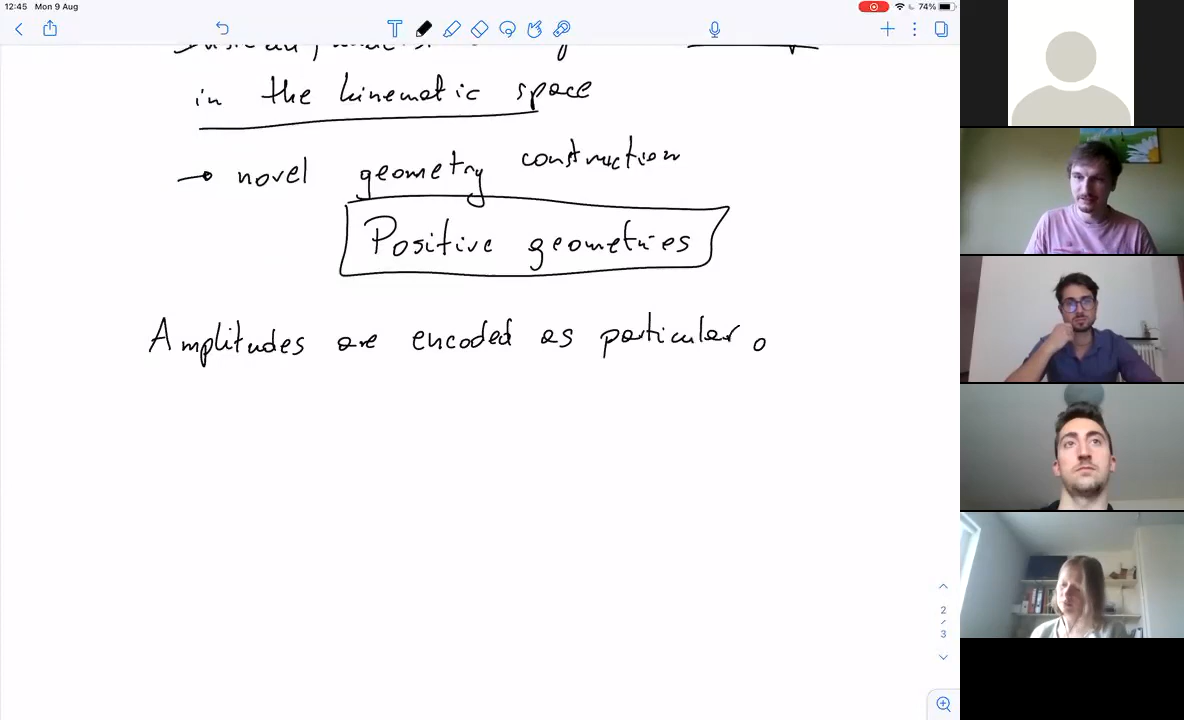 12:45 Mon 9 Aug
74%
in the kinematic space
→ novel geometry construction
Positive geometries
Amplitudes are encoded as particular o
2
/
3